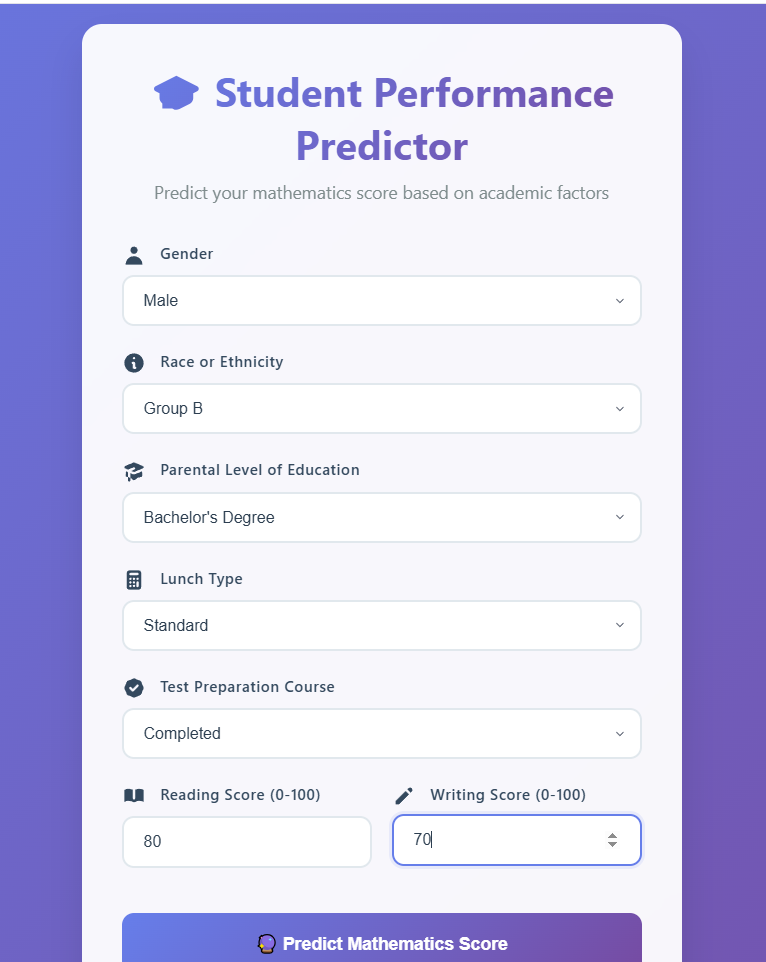 Student Performance
Predictor
Predict your mathematics score based on academic factors
Gender
Male
Race or Ethnicity
Group B
Parental Level of Education
Bachelor's Degree
Lunch Type
Standard
Test Preparation Course
Completed
Reading Score (0-100) Writing Score (0-100)
80 70
Predict Mathematics Score